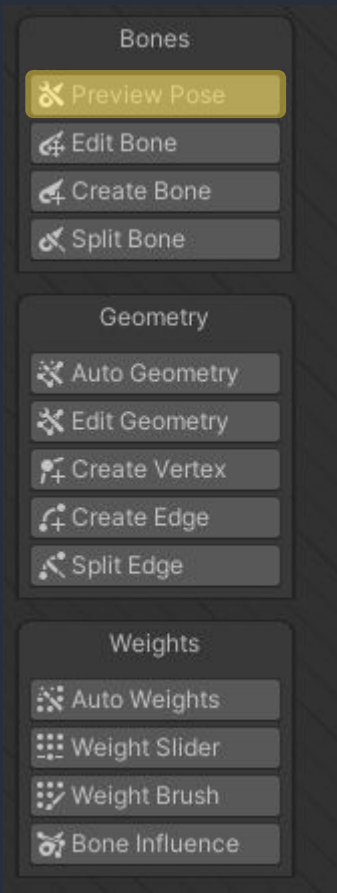 Bones
Preview Pose
Edit Bone
Create Bone
Split Bone
Geometry
Auto Geometry
Edit Geometry
Create Vertex
Create Edge
Split Edge
Weights
Auto Weights
Weight Slider
Weight Brush
Bone Influence